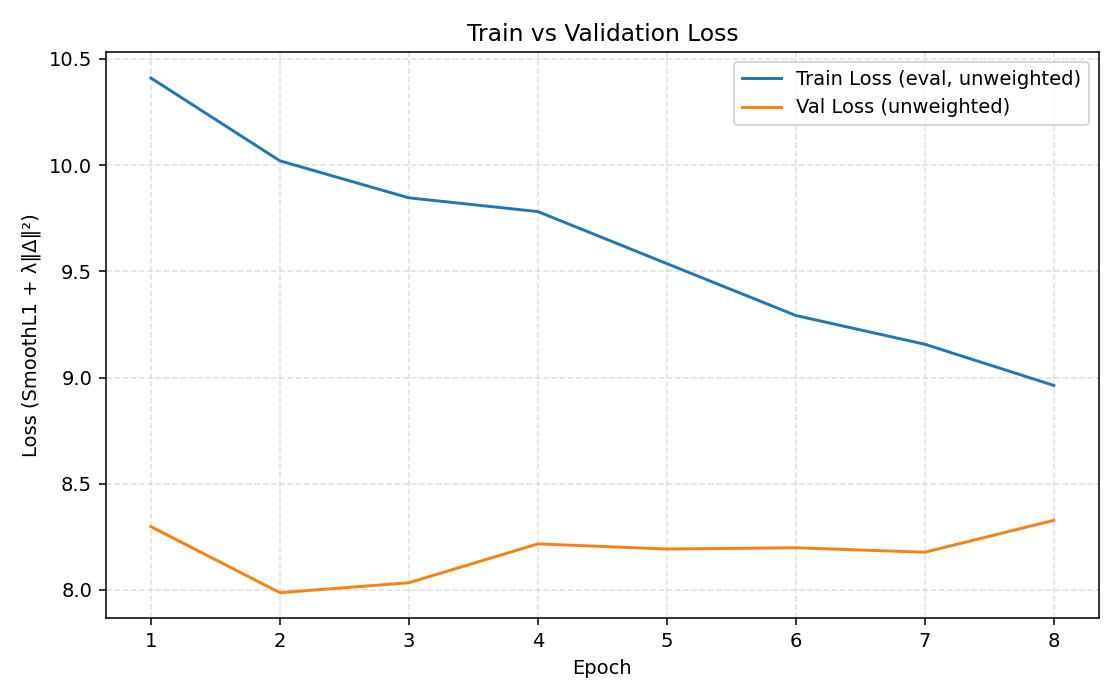 Train vs Validation Loss
Train Loss (eval, unweighted)
Val Loss (unweighted)
Loss (SmoothL1 + λ‖Δ‖²)
10.5
10.0
9.5
9.0
8.5
8.0
1 2 3 4 5 6 7 8
Epoch